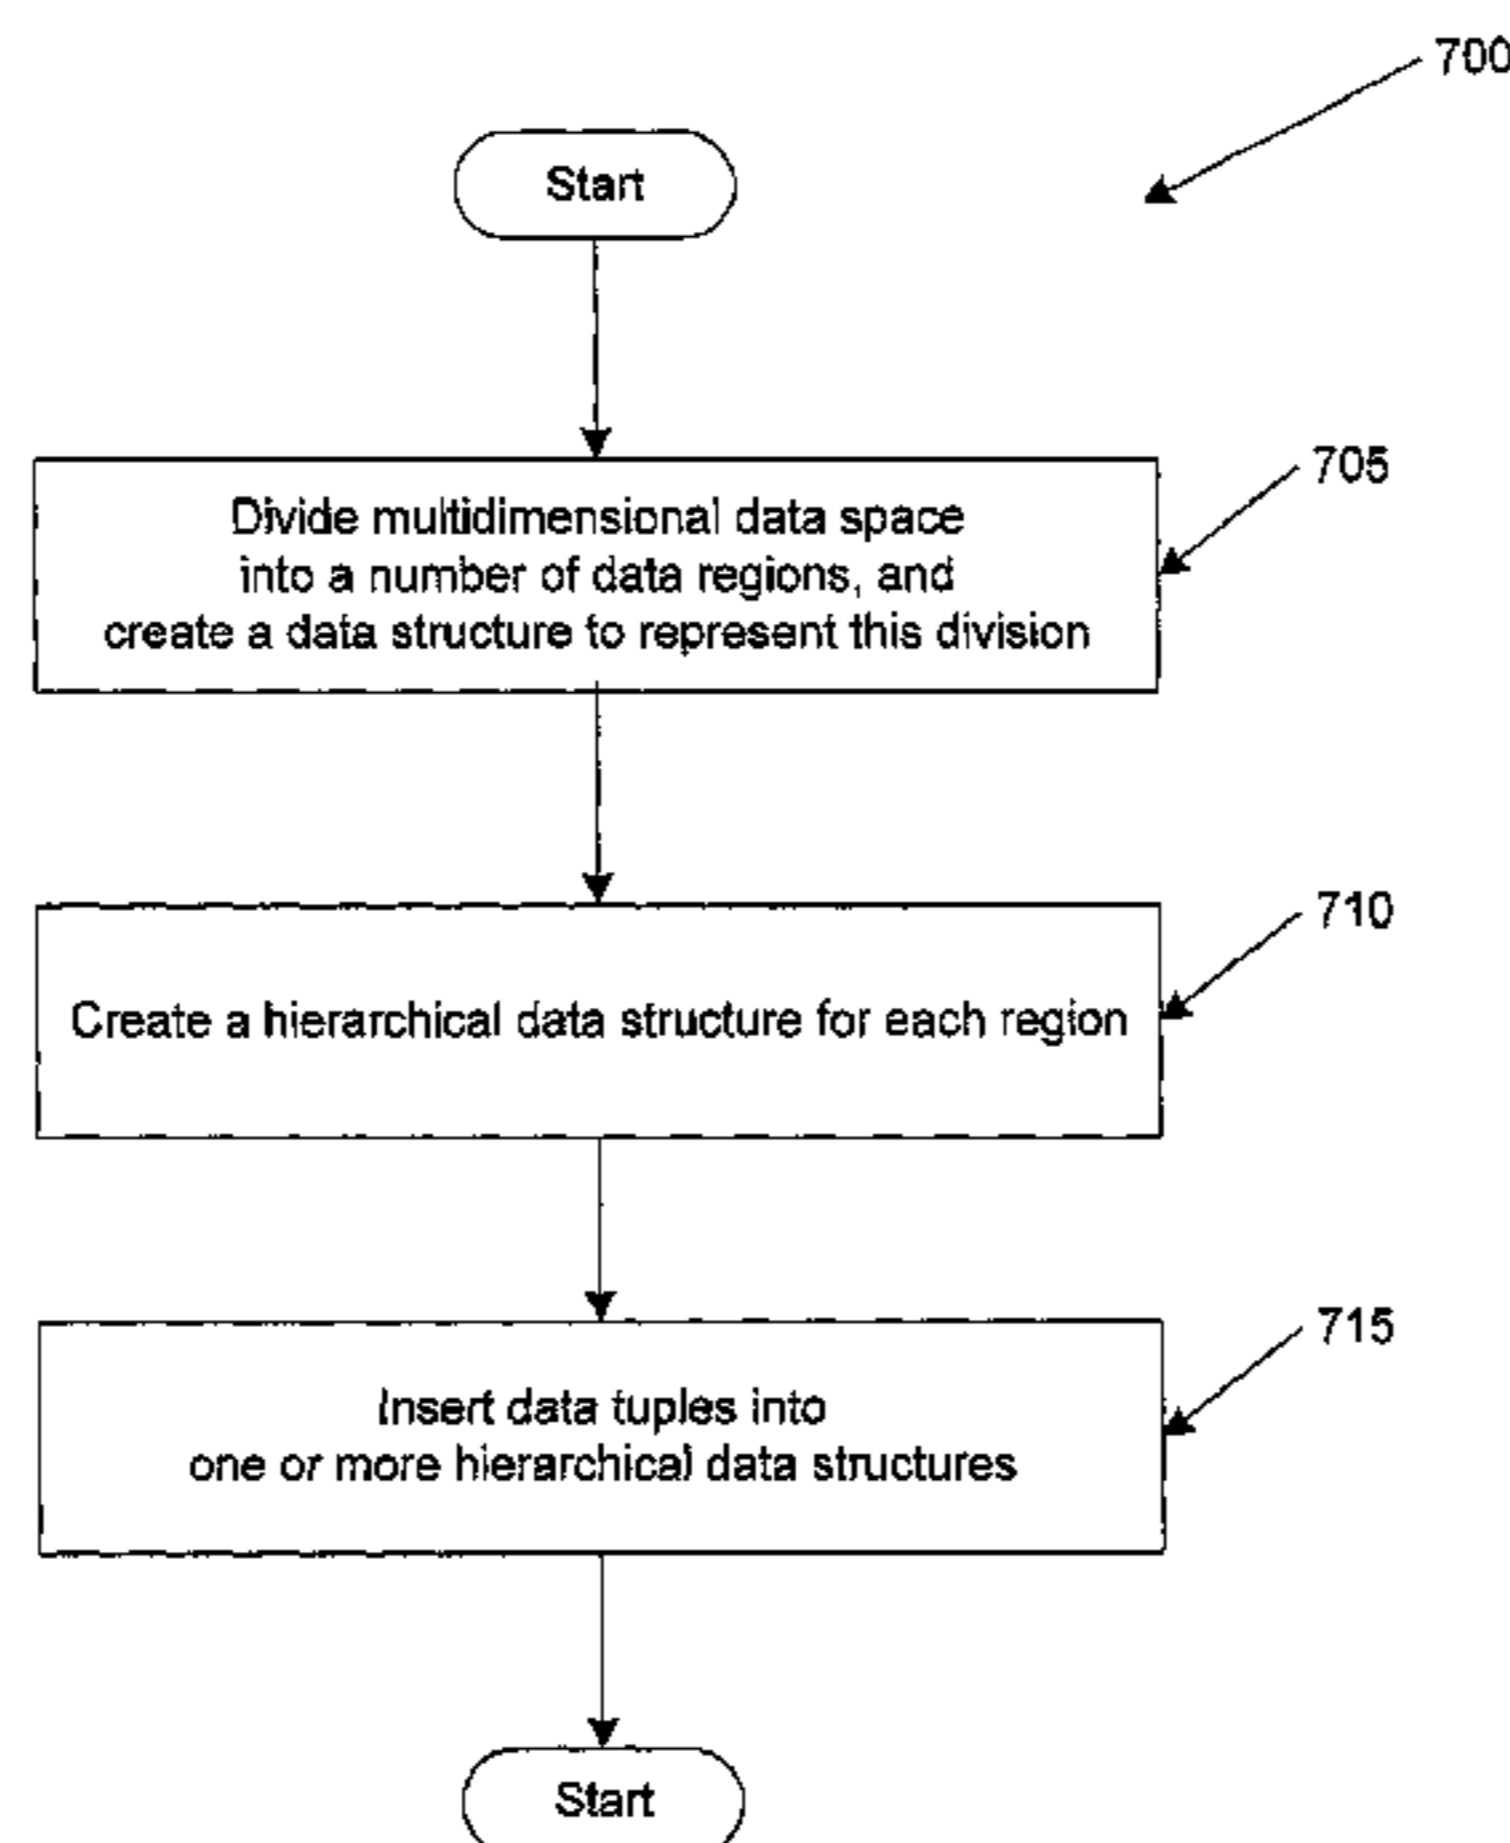 700
Start
705
Divide multidimensional data space
into a number of data regions, and
create a data structure to represent this division
710
Create a hierarchical data structure for each region
715
Insert data tuples into
one or more hierarchical data structures
Start